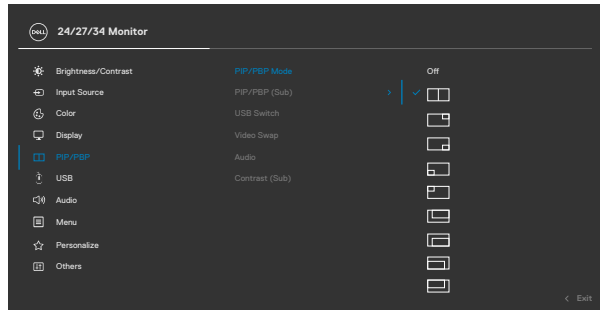 DELL
24/27/34 Monitor
Brightness/Contrast
Input Source
Color
Display
PIP/PBP
USB
Audio
Menu
Personalize
Others
PIP/PBP Mode
PIP/PBP (Sub)
USB Switch
Video Swap
Audio
Contrast (Sub)
Off
Exit